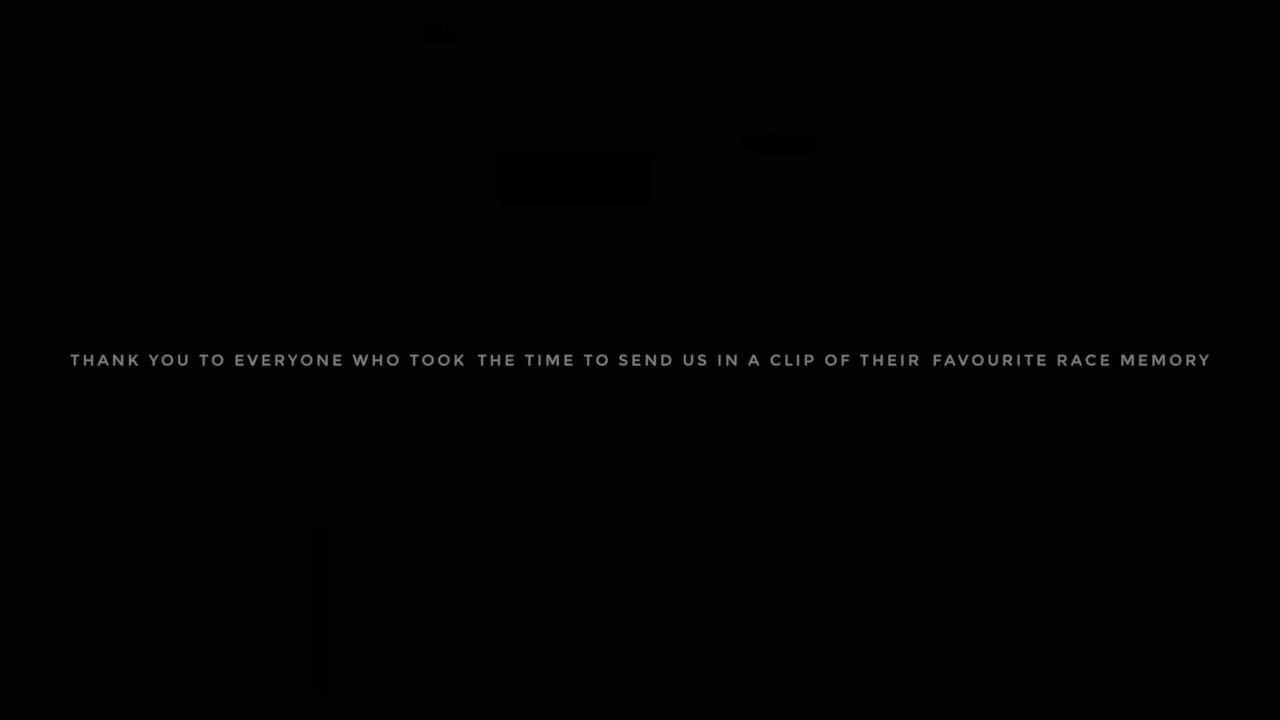 THANK YOU TO EVERYONE WHO TOOK THE TIME TO SEND US IN A CLIP OF THEIR FAVOURITE RACE MEMORY